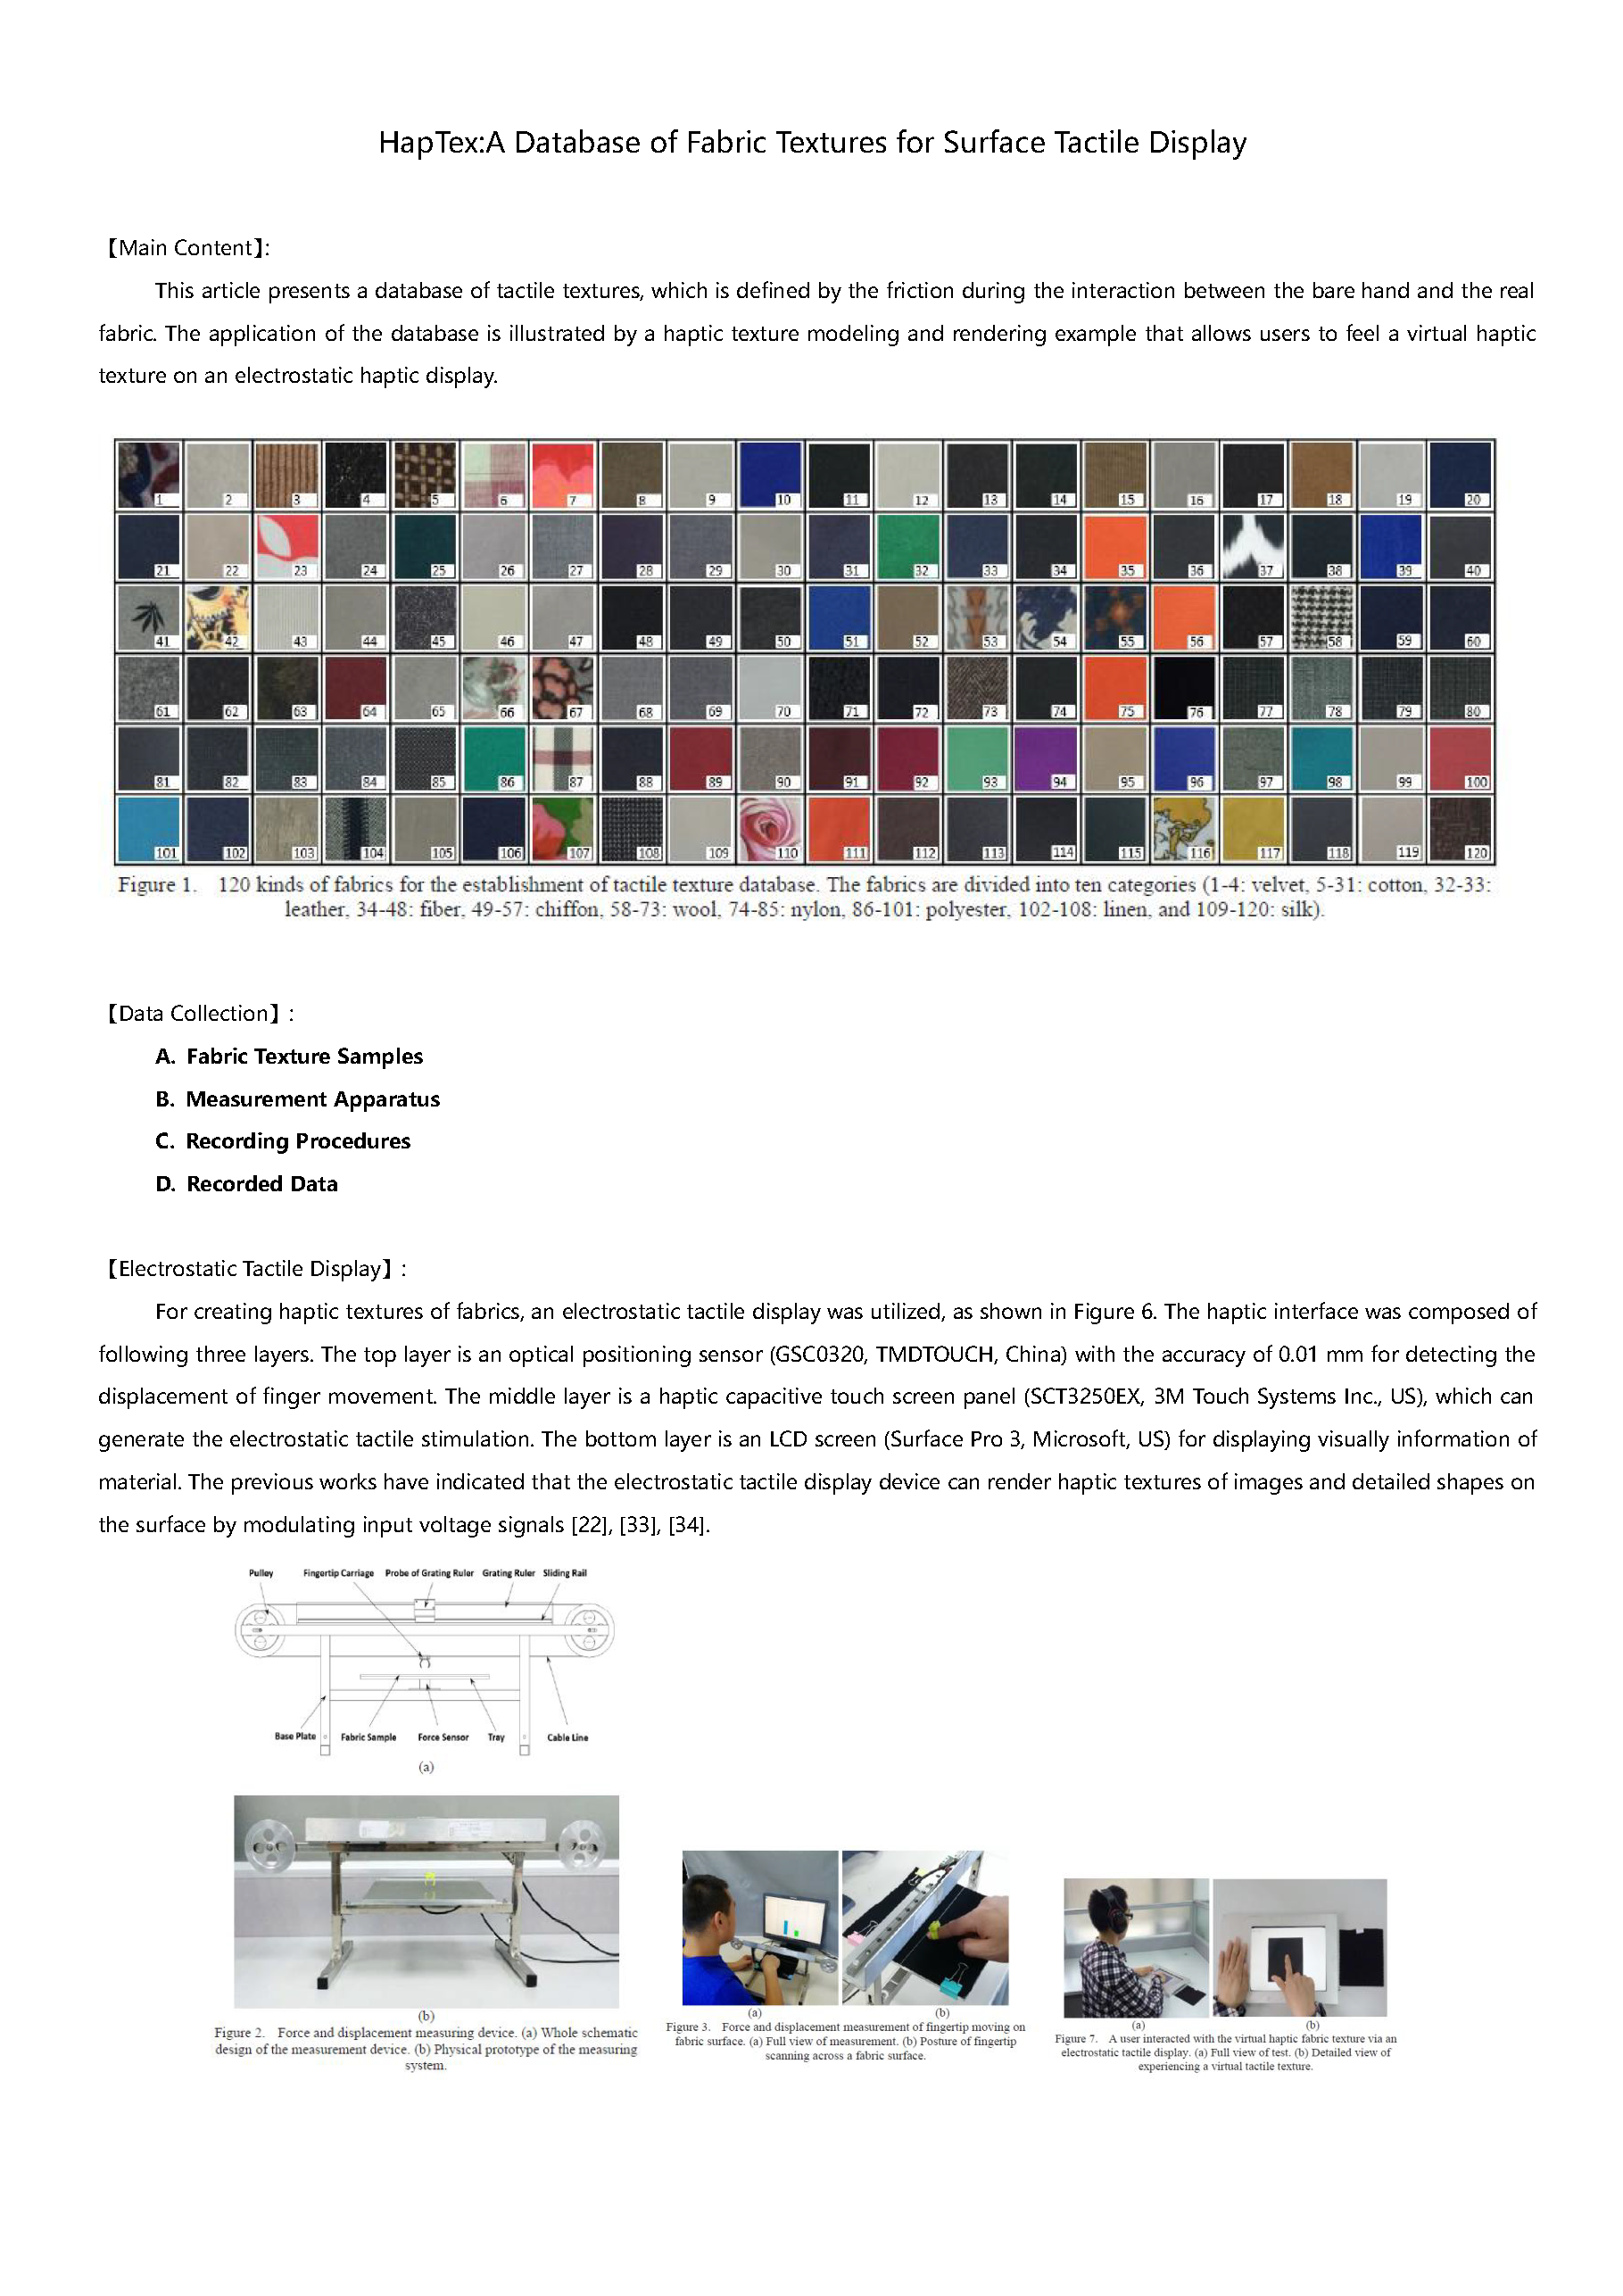 HapTex:A Database of Fabric Textures for Surface Tactile Display
【Main Content】:
This article presents a database of tactile textures, which is defined by the friction during the interaction between the bare hand and the real
fabric. The application of the database is illustrated by a haptic texture modeling and rendering example that allows users to feel a virtual haptic
texture on an electrostatic haptic display.
1 2 3 4 5 6 7 8 9 10 11 12 13 14 15 16 17 18 19 20
21 22 23 24 25 26 27 28 29 30 31 32 33 34 35 36 37 38 39 40
41 42 43 44 45 46 47 48 49 50 51 52 53 54 55 56 57 58 59 60
61 62 63 64 65 66 67 68 69 70 71 72 73 74 75 76 77 78 79 80
81 82 83 84 85 86 87 88 89 90 91 92 93 94 95 96 97 98 99 100
101 102 103 104 105 106 107 108 109 110 111 112 113 114 115 116 117 118 119 120
Figure 1. 120 kinds of fabrics for the establishment of tactile texture database. The fabrics are divided into ten categories (1-4: velvet, 5-31: cotton, 32-33:
leather, 34-48: fiber, 49-57: chiffon, 58-73: wool, 74-85: nylon, 86-101: polyester, 102-108: linen, and 109-120: silk).
【Data Collection】:
A. Fabric Texture Samples
B. Measurement Apparatus
C. Recording Procedures
D. Recorded Data
【Electrostatic Tactile Display】:
For creating haptic textures of fabrics, an electrostatic tactile display was utilized, as shown in Figure 6. The haptic interface was composed of
following three layers. The top layer is an optical positioning sensor (GSC0320, TMDTOUCH, China) with the accuracy of 0.01 mm for detecting the
displacement of finger movement. The middle layer is a haptic capacitive touch screen panel (SCT3250EX, 3M Touch Systems Inc., US), which can
generate the electrostatic tactile stimulation. The bottom layer is an LCD screen (Surface Pro 3, Microsoft, US) for displaying visually information of
material. The previous works have indicated that the electrostatic tactile display device can render haptic textures of images and detailed shapes on
the surface by modulating input voltage signals [22], [33], [34].
Pulley Fingertip Carriage Probe of Grating Ruler Grating Ruler Sliding Rail
Base Plate Fabric Sample Force Sensor Tray Cable Line
(a)
(b)
Figure 2. Force and displacement measuring device. (a) Whole schematic
design of the measurement device. (b) Physical prototype of the measuring
system.
(a) (b)
Figure 3. Force and displacement measurement of fingertip moving on
fabric surface. (a) Full view of measurement. (b) Posture of fingertip
scanning across a fabric surface.
(a) (b)
Figure 7. A user interacted with the virtual haptic fabric texture via an
electrostatic tactile display. (a) Full view of test. (b) Detailed view of
experiencing a virtual tactile texture.